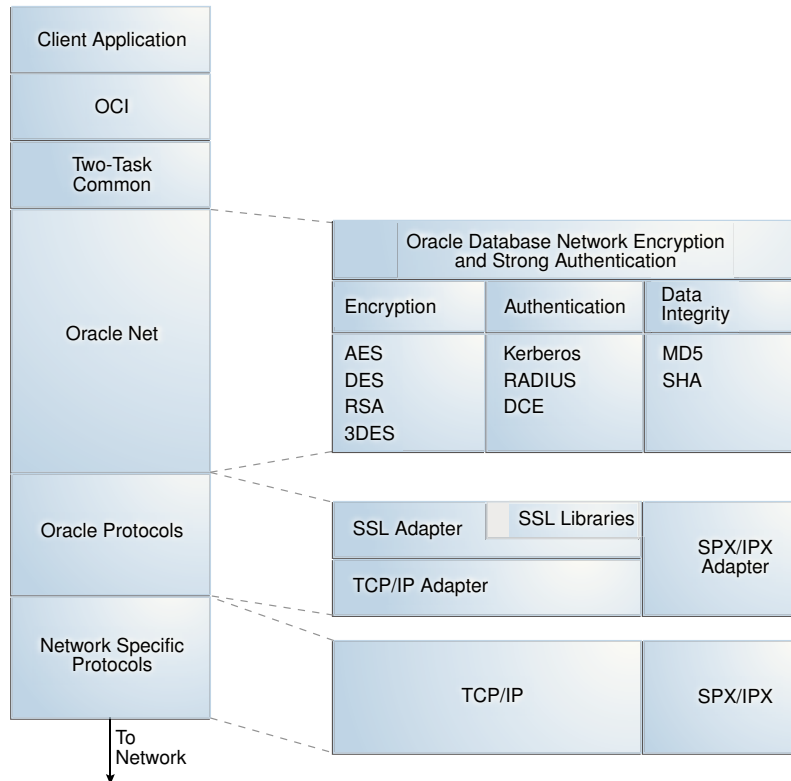 Client Application
OCI
Two-Task
Common
Oracle Net
Oracle Protocols
Network Specific
Protocols
To
Network
Oracle Database Network Encryption
and Strong Authentication
Encryption
Authentication
Data
Integrity
AES
DES
RSA
3DES
Kerberos
RADIUS
DCE
MD5
SHA
SSL Adapter
SSL Libraries
TCP/IP Adapter
SPX/IPX
Adapter
TCP/IP
SPX/IPX